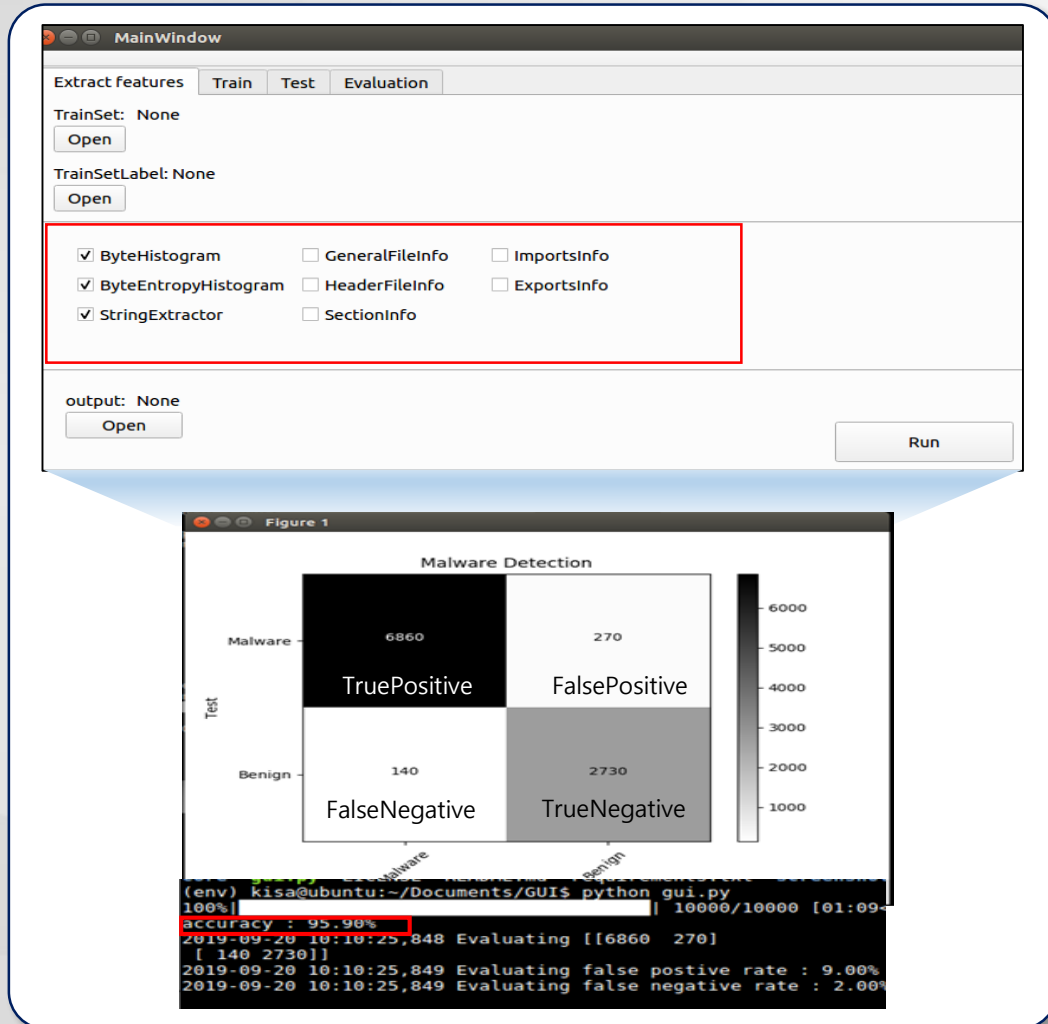 MainWindow
Extract features Train Test Evaluation
TrainSet: None
Open
TrainSetLabel: None
Open
ByteHistogram GeneralFileInfo ImportsInfo
ByteEntropyHistogram HeaderFileInfo ExportsInfo
StringExtractor SectionInfo
output: None
Open
Run
Figure 1
Malware Detection
6000
Malware 6860 270
5000
TruePositive FalsePositive
4000
Test
3000
Benign 140 2730
2000
FalseNegative TrueNegative
1000
Malware Benign
(env) kisa@ubuntu:~/Documents/GUI$ python gui.py
100%| | 10000/10000 [01:09<
accuracy : 95.90%
2019-09-20 10:10:25,848 Evaluating [[6860 270]
[ 140 2730]]
2019-09-20 10:10:25,849 Evaluating false postive rate : 9.00%
2019-09-20 10:10:25,849 Evaluating false negative rate : 2.00%